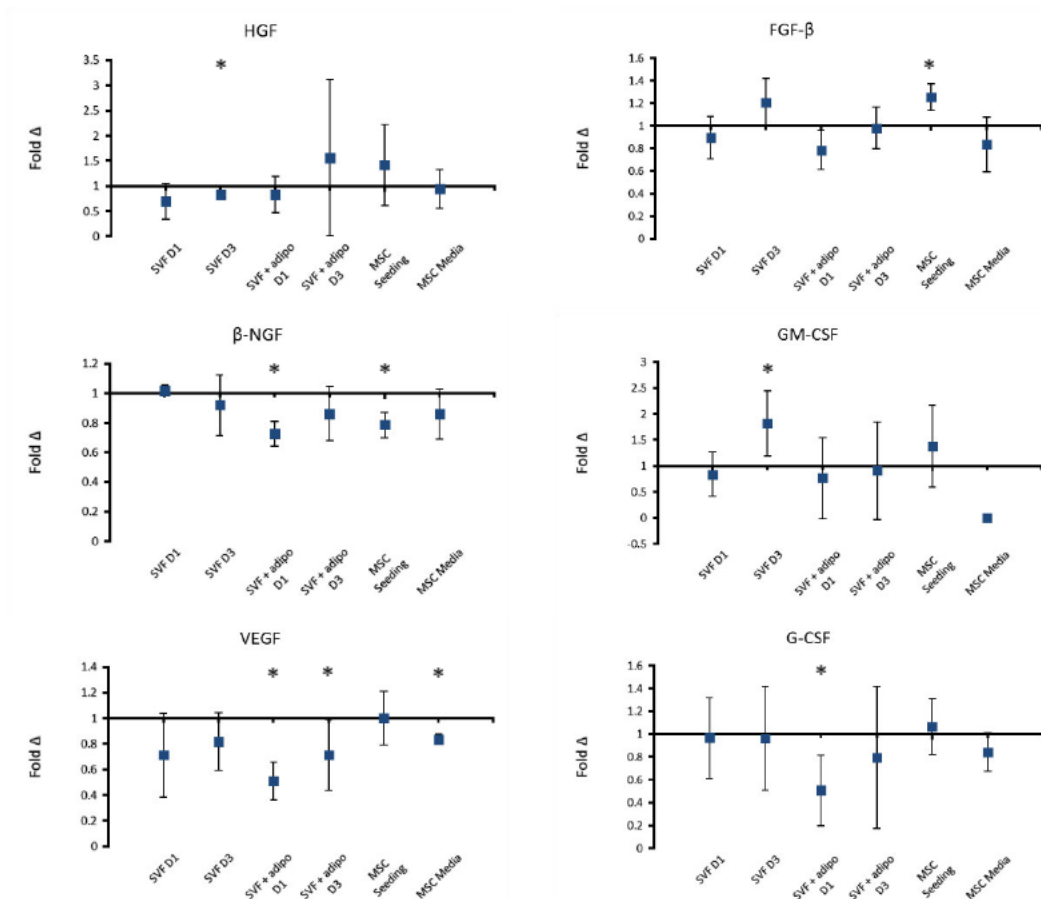 HGF
Fold Δ
3.5
3
2.5
2
1.5
1
0.5
0
*
SVF D1
SVF D3
SVF + adipo
D1
SVF + adipo
D3
MSC
Seeding
MSC Media
FGF-β
Fold Δ
1.6
1.4
1.2
1
0.8
0.6
0.4
0.2
0
*
SVF D1
SVF D3
SVF + adipo
D1
SVF + adipo
D3
MSC
Seeding
MSC Media
β-NGF
Fold Δ
1.2
1
0.8
0.6
0.4
0.2
0
*
*
SVF D1
SVF D3
SVF + adipo
D1
SVF + adipo
D3
MSC
Seeding
MSC Media
GM-CSF
Fold Δ
3
2.5
2
1.5
1
0.5
0
-0.5
*
SVF D1
SVF D3
SVF + adipo
D1
SVF + adipo
D3
MSC
Seeding
MSC Media
VEGF
Fold Δ
1.4
1.2
1
0.8
0.6
0.4
0.2
0
*
*
*
SVF D1
SVF D3
SVF + adipo
D1
SVF + adipo
D3
MSC
Seeding
MSC Media
G-CSF
Fold Δ
1.6
1.4
1.2
1
0.8
0.6
0.4
0.2
0
*
SVF D1
SVF D3
SVF + adipo
D1
SVF + adipo
D3
MSC
Seeding
MSC Media